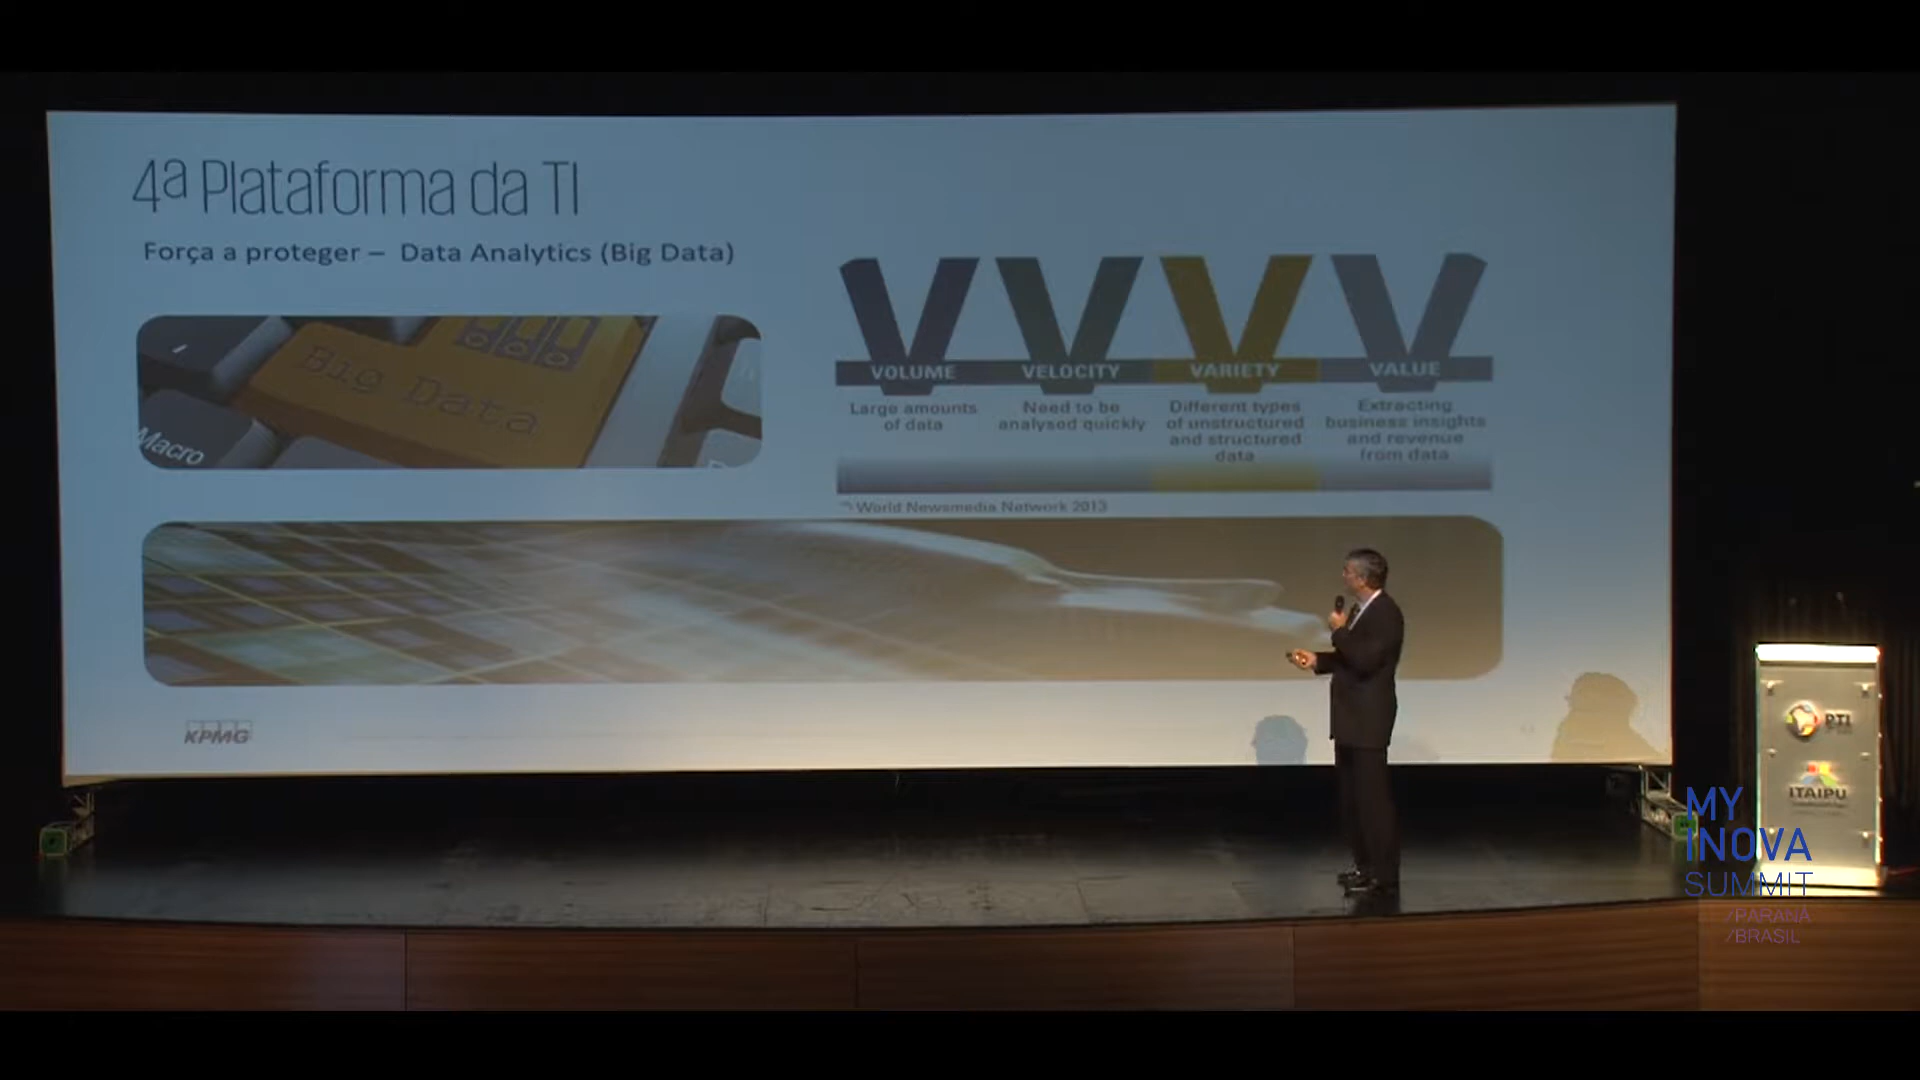 4ª Plataforma da TI
Força a proteger – Data Analytics (Big Data)
Big Data
Macro
VOLUME
VELOCITY
VARIETY
VALUE
Large amounts
of data
Need to be
analysed quickly
Different types
of unstructured
and structured
data
Extracting
business insights
and revenue
from data
World Newsmedia Network 2013
KPMG
PTI
ITAIPU
MY
INOVA
SUMMIT
/PARANÁ
/BRASIL